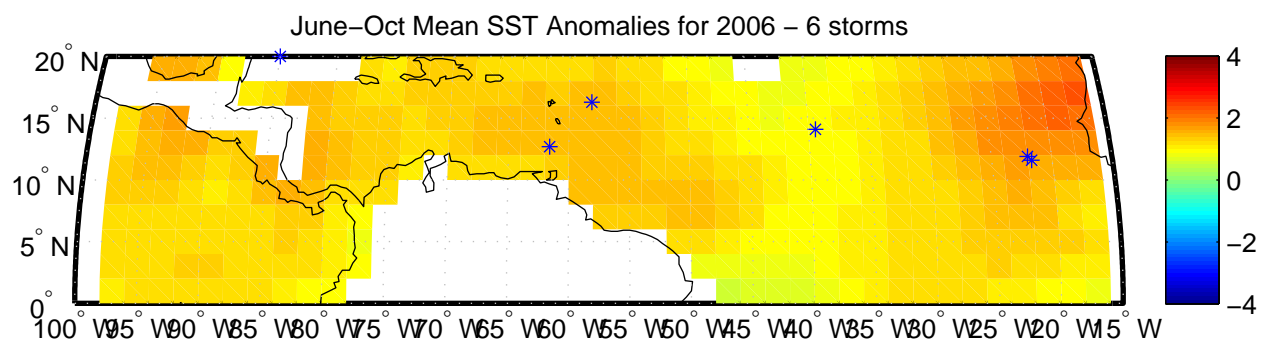 June−Oct Mean SST Anomalies for 2006 − 6 storms
20° N
15° N
10° N
5° N
0°
100° W 95° W 90° W 85° W 80° W 75° W 70° W 65° W 60° W 55° W 50° W 45° W 40° W 35° W 30° W 25° W 20° W 15° W
4
2
0
−2
−4